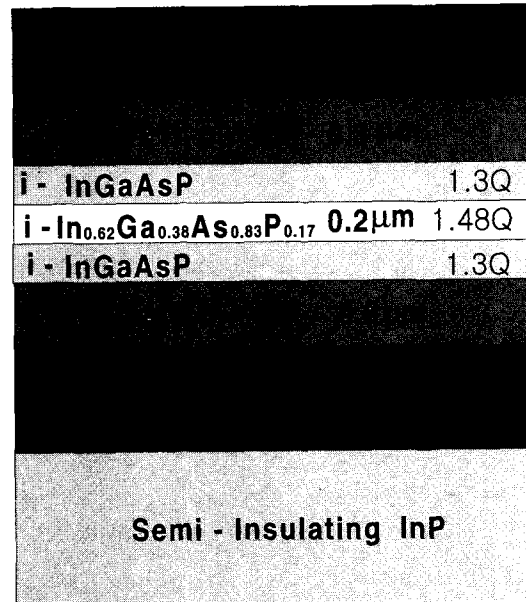 i - InGaAsP 1.3Q
i - In₀.₆₂Ga₀.₃₈As₀.₈₃P₀.₁₇ 0.2μm 1.48Q
i - InGaAsP 1.3Q
Semi - Insulating InP